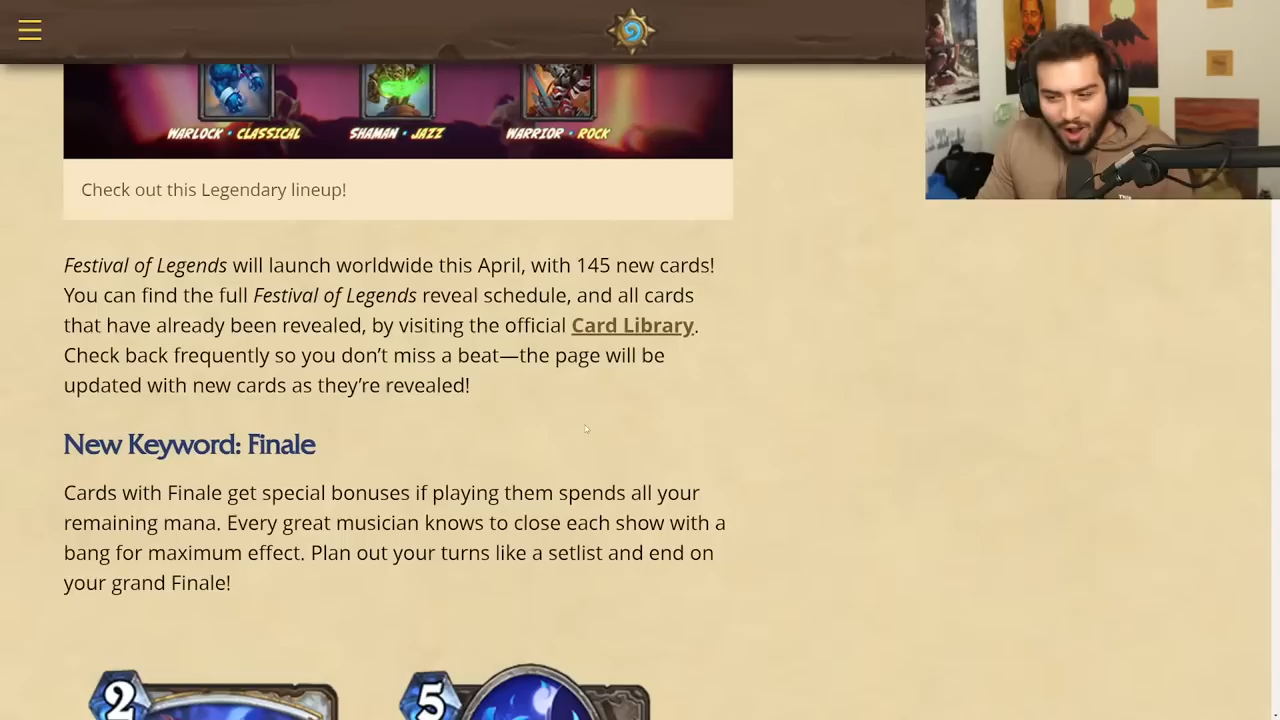 WARLOCK • CLASSICAL
SHAMAN • JAZZ
WARRIOR • ROCK
Check out this Legendary lineup!
Festival of Legends will launch worldwide this April, with 145 new cards!
You can find the full Festival of Legends reveal schedule, and all cards
that have already been revealed, by visiting the official Card Library.
Check back frequently so you don’t miss a beat—the page will be
updated with new cards as they’re revealed!
New Keyword: Finale
Cards with Finale get special bonuses if playing them spends all your
remaining mana. Every great musician knows to close each show with a
bang for maximum effect. Plan out your turns like a setlist and end on
your grand Finale!
2
5
This